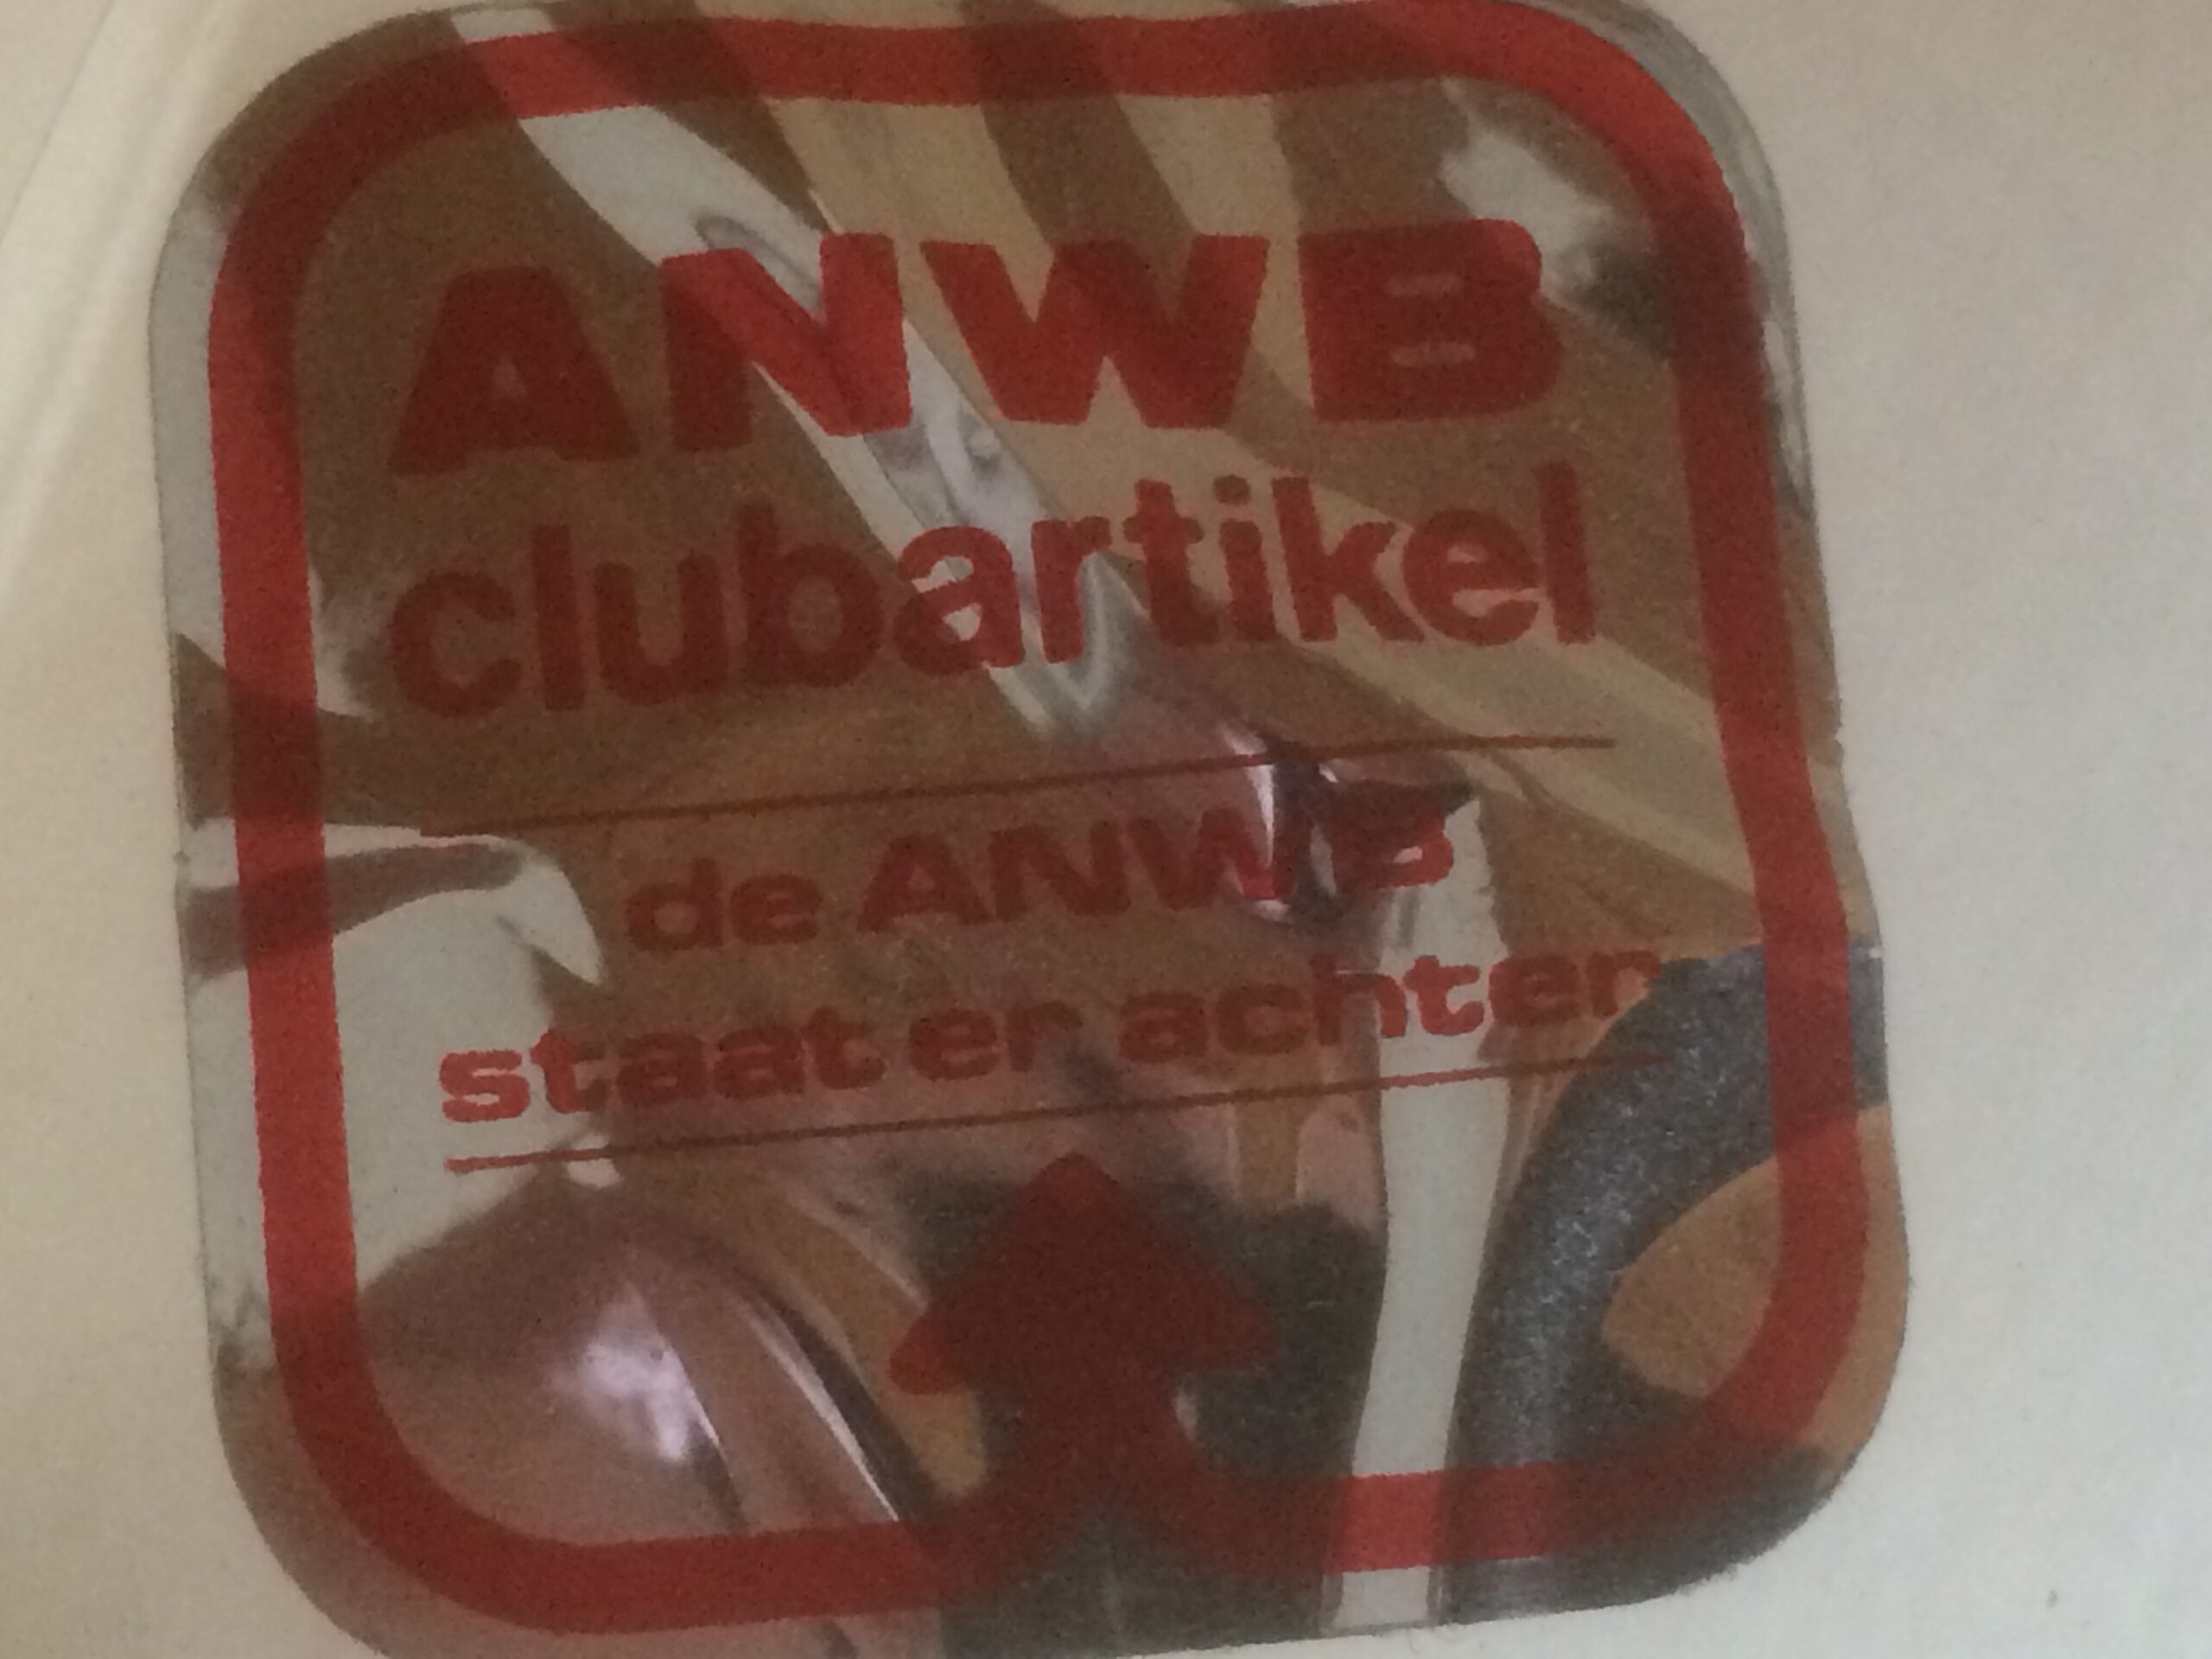 ANWB
clubartikel
de ANWB
staat er achter